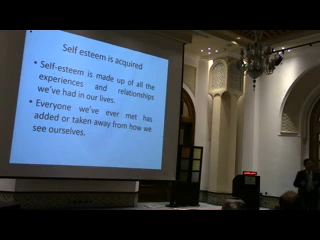 Self esteem is acquired
• Self-esteem is made up of all the
experiences and relationships
we've had in our lives.
• Everyone we've ever met has
added or taken away from how we
see ourselves.